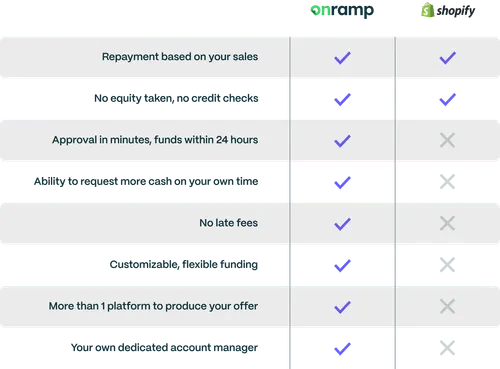 onramp shopify
Repayment based on your sales
No equity taken, no credit checks
Approval in minutes, funds within 24 hours
Ability to request more cash on your own time
No late fees
Customizable, flexible funding
More than 1 platform to produce your offer
Your own dedicated account manager